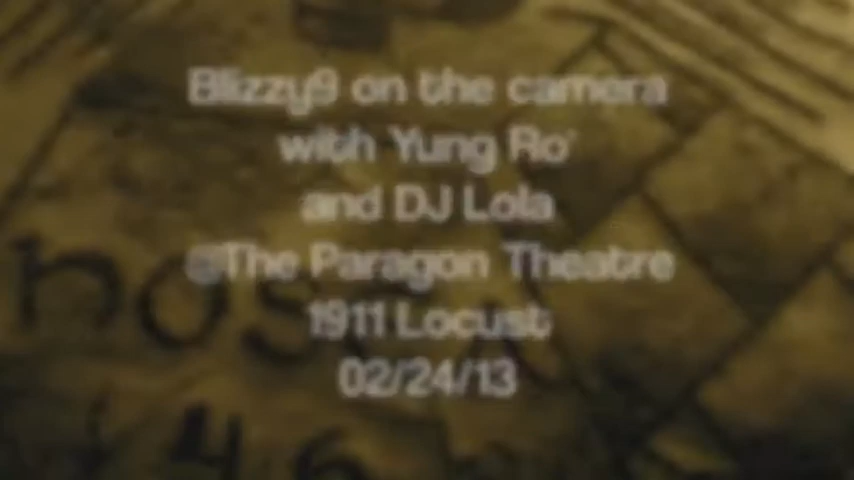 Blizzy9 on the camera
with Yung Ro'
and DJ Lola
@The Paragon Theatre
1911 Locust
02/24/13